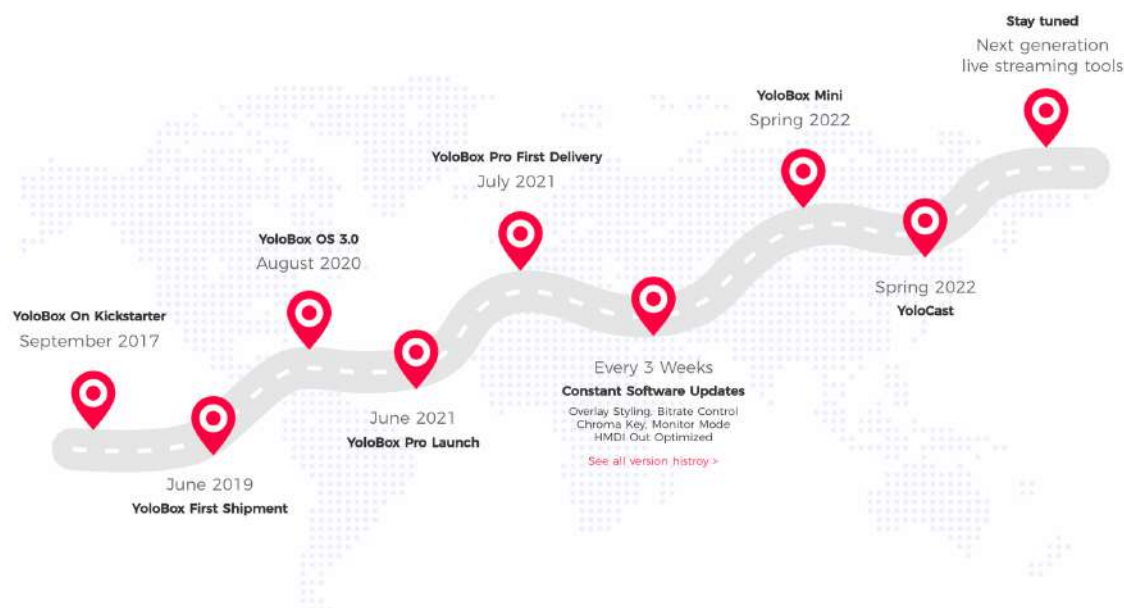 YoloBox On Kickstarter
September 2017
June 2019
YoloBox First Shipment
YoloBox OS 3.0
August 2020
June 2021
YoloBox Pro Launch
YoloBox Pro First Delivery
July 2021
Every 3 Weeks
Constant Software Updates
Overlay Styling, Bitrate Control
Chroma Key, Monitor Mode
HMDI Out Optimized
See all version histroy >
YoloBox Mini
Spring 2022
Spring 2022
YoloCast
Stay tuned
Next generation
live streaming tools